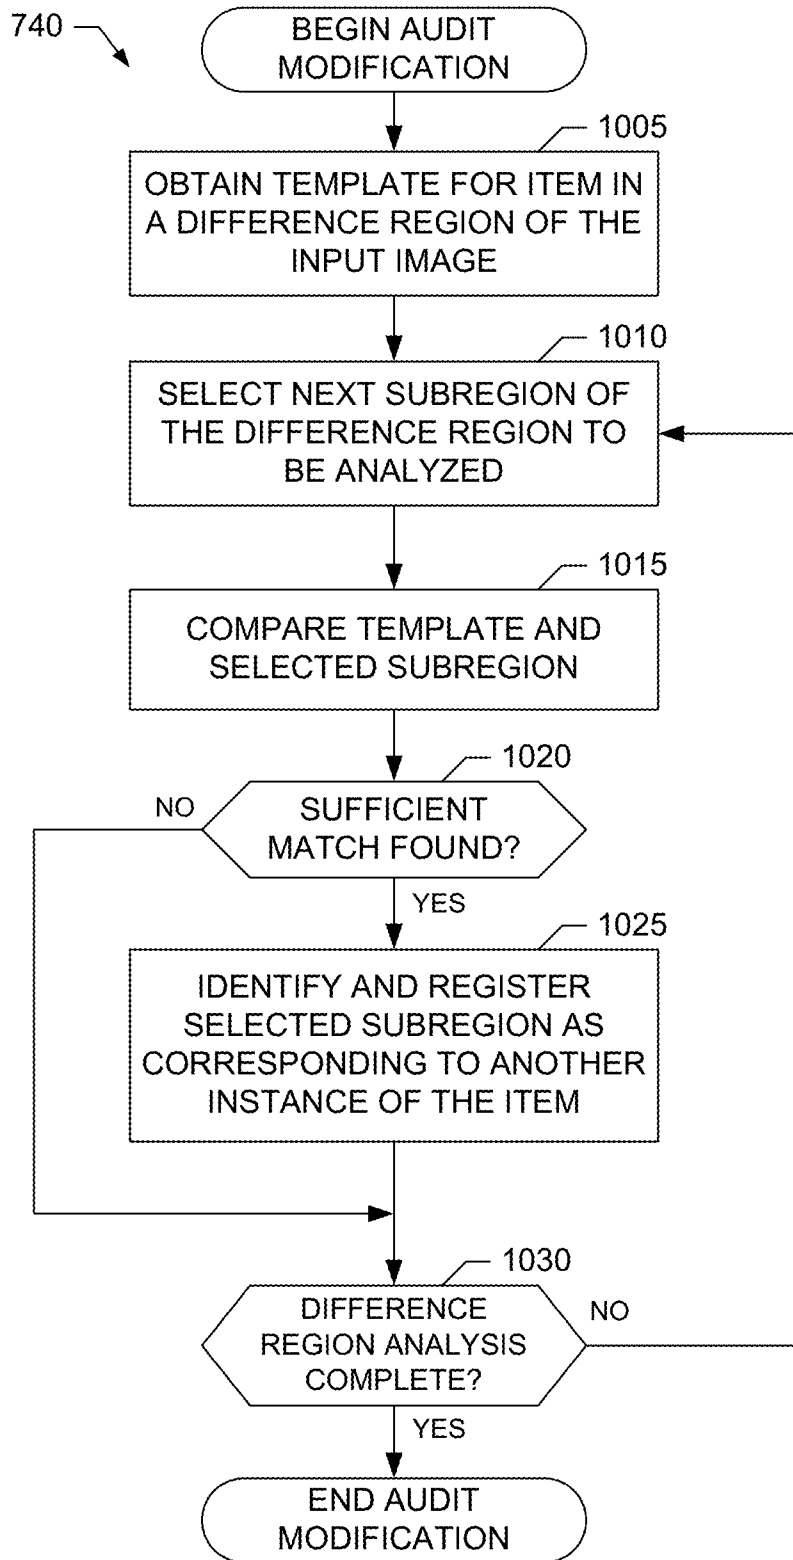 740
BEGIN AUDIT
MODIFICATION
1005
OBTAIN TEMPLATE FOR ITEM IN
A DIFFERENCE REGION OF THE
INPUT IMAGE
1010
SELECT NEXT SUBREGION OF
THE DIFFERENCE REGION TO
BE ANALYZED
1015
COMPARE TEMPLATE AND
SELECTED SUBREGION
1020
NO
SUFFICIENT
MATCH FOUND?
YES
1025
IDENTIFY AND REGISTER
SELECTED SUBREGION AS
CORRESPONDING TO ANOTHER
INSTANCE OF THE ITEM
1030
DIFFERENCE
REGION ANALYSIS
COMPLETE?
NO
YES
END AUDIT
MODIFICATION